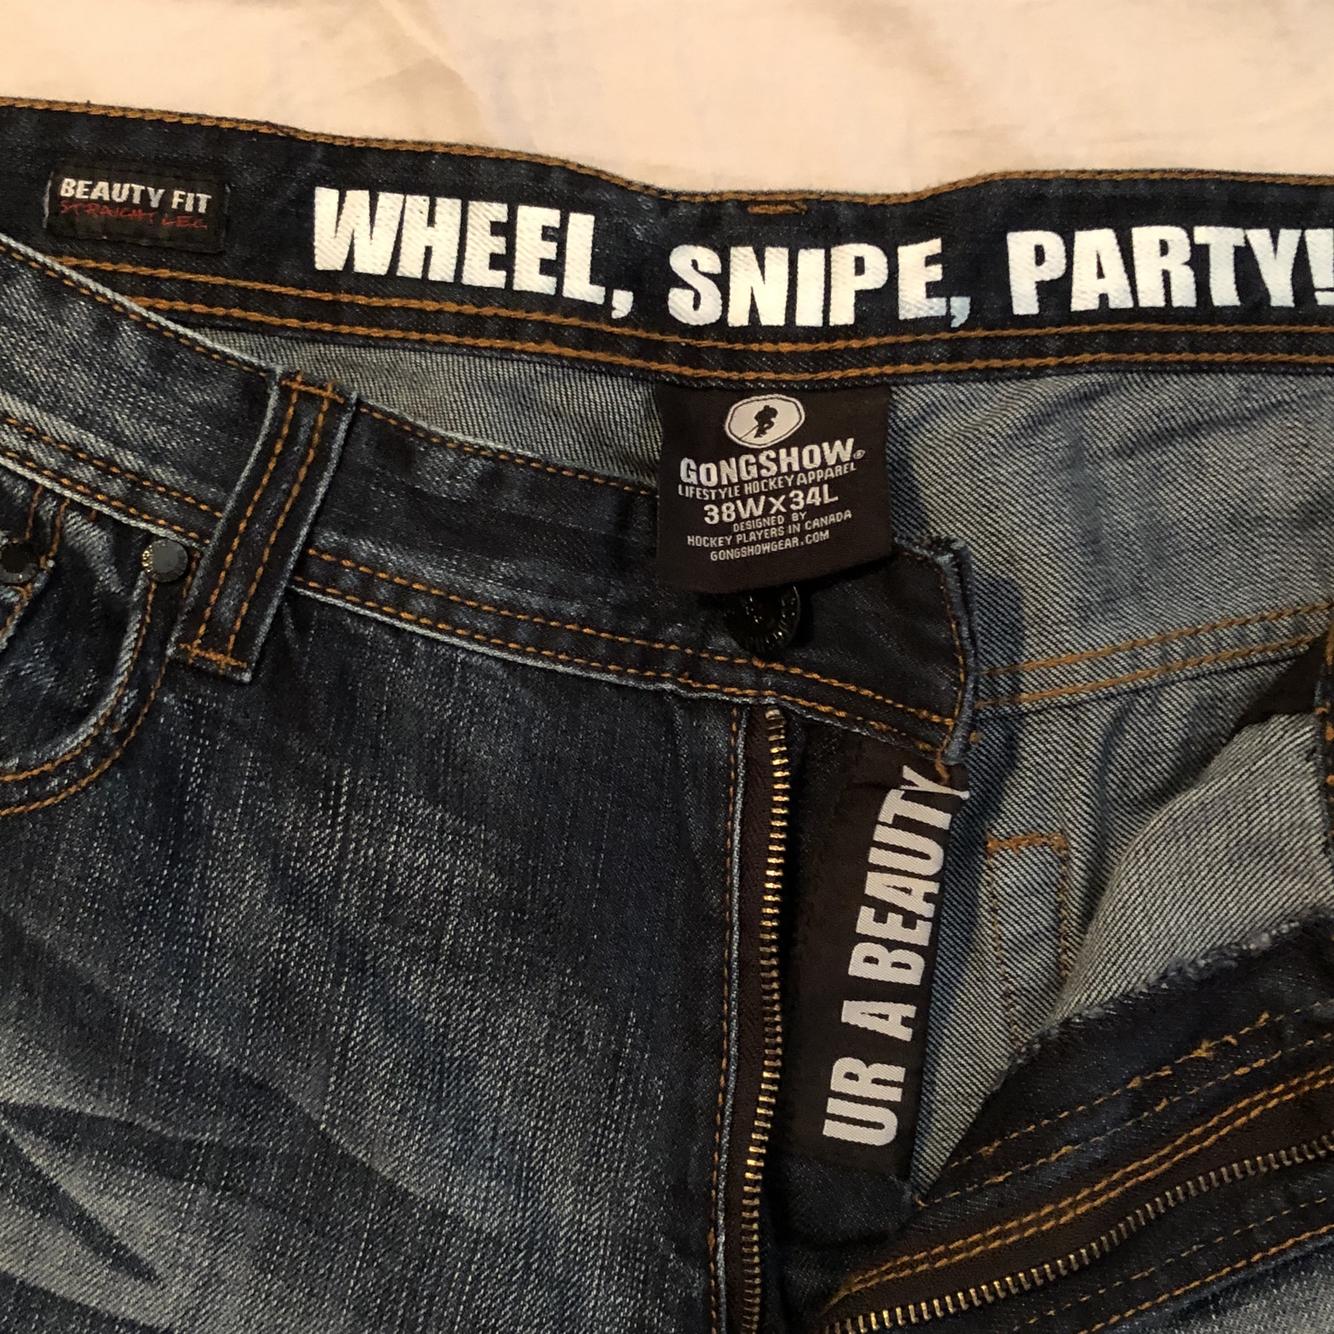 BEAUTY FIT
STRAIGHT LEG
WHEEL, SNIPE, PARTY!
GONGSHOW®
LIFESTYLE HOCKEY APPAREL
38W X 34L
DESIGNED BY
HOCKEY PLAYERS IN CANADA
GONGSHOWGEAR.COM
UR A BEAUTY